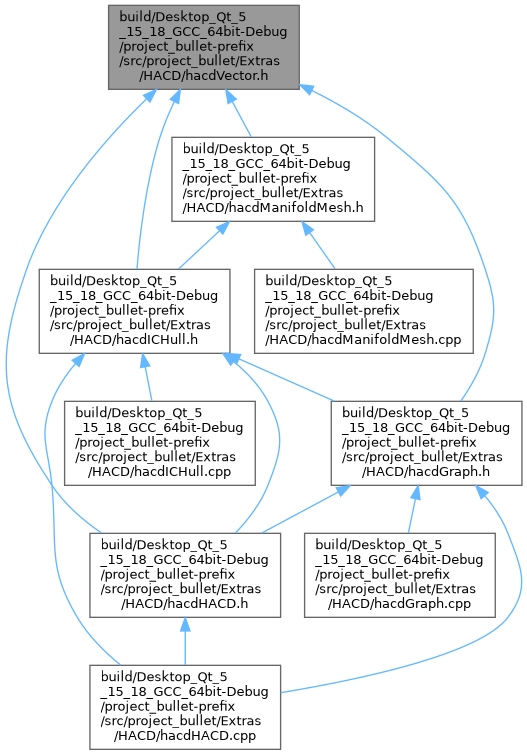 build/Desktop_Qt_5
_15_18_GCC_64bit-Debug
/project_bullet-prefix
/src/project_bullet/Extras
/HACD/hacdVector.h
build/Desktop_Qt_5
_15_18_GCC_64bit-Debug
/project_bullet-prefix
/src/project_bullet/Extras
/HACD/hacdManifoldMesh.h
build/Desktop_Qt_5
_15_18_GCC_64bit-Debug
/project_bullet-prefix
/src/project_bullet/Extras
/HACD/hacdICHull.h
build/Desktop_Qt_5
_15_18_GCC_64bit-Debug
/project_bullet-prefix
/src/project_bullet/Extras
/HACD/hacdManifoldMesh.cpp
build/Desktop_Qt_5
_15_18_GCC_64bit-Debug
/project_bullet-prefix
/src/project_bullet/Extras
/HACD/hacdICHull.cpp
build/Desktop_Qt_5
_15_18_GCC_64bit-Debug
/project_bullet-prefix
/src/project_bullet/Extras
/HACD/hacdGraph.h
build/Desktop_Qt_5
_15_18_GCC_64bit-Debug
/project_bullet-prefix
/src/project_bullet/Extras
/HACD/hacdHACD.h
build/Desktop_Qt_5
_15_18_GCC_64bit-Debug
/project_bullet-prefix
/src/project_bullet/Extras
/HACD/hacdGraph.cpp
build/Desktop_Qt_5
_15_18_GCC_64bit-Debug
/project_bullet-prefix
/src/project_bullet/Extras
/HACD/hacdHACD.cpp